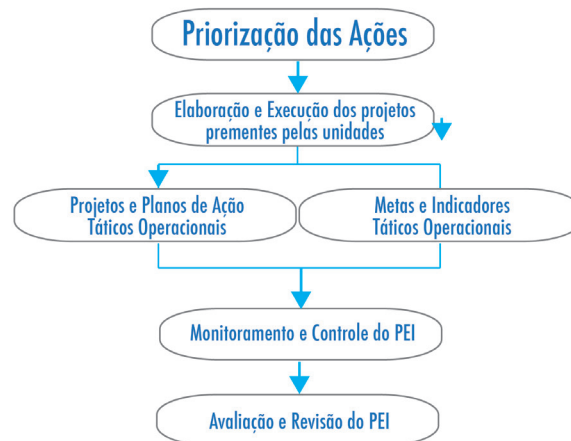 Priorização das Ações
Elaboração e Execução dos projetos
prementes pelas unidades
Projetos e Planos de Ação
Táticos Operacionais
Metas e Indicadores
Táticos Operacionais
Monitoramento e Controle do PEI
Avaliação e Revisão do PEI